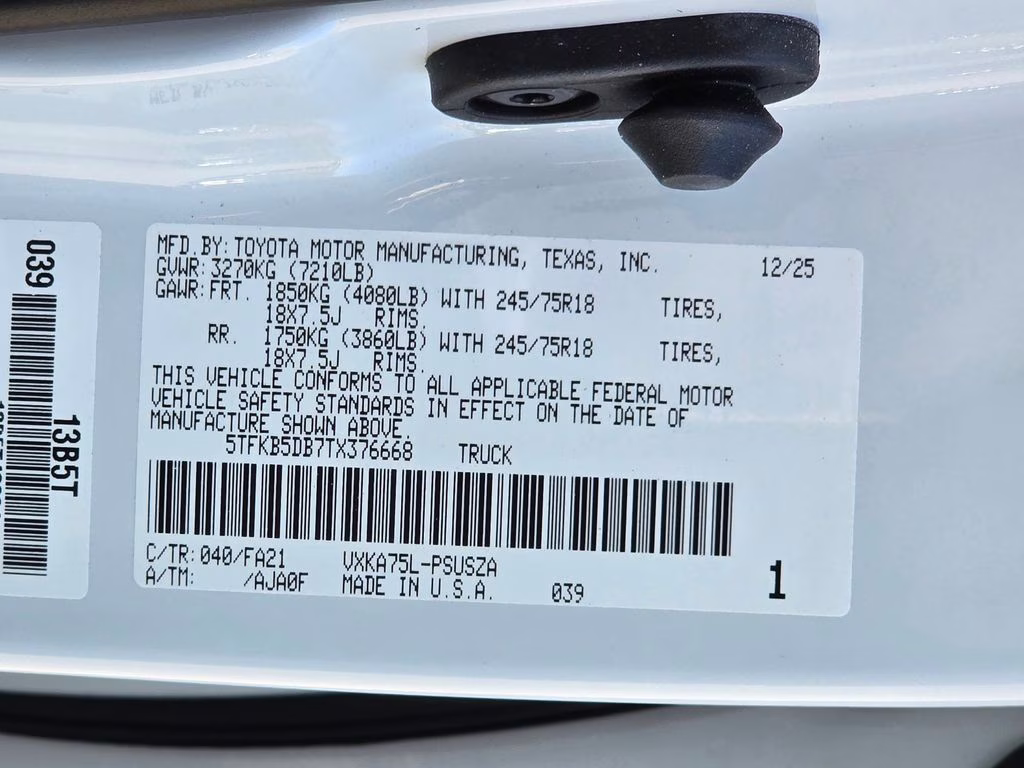 039
13B5T
MFD.BY:TOYOTA MOTOR MANUFACTURING, TEXAS, INC. 12/25
GVWR:3270KG (7210LB)
GAWR:FRT. 1850KG (4080LB) WITH 245/75R18 TIRES,
18X7.5J RIMS.
RR. 1750KG (3860LB) WITH 245/75R18 TIRES,
18X7.5J RIMS.
THIS VEHICLE CONFORMS TO ALL APPLICABLE FEDERAL MOTOR
VEHICLE SAFETY STANDARDS IN EFFECT ON THE DATE OF
MANUFACTURE SHOWN ABOVE.
5TFKB5DB7TX376668 TRUCK
C/TR:040/FA21 VXKA75L-PSUSZA
A/TM: /AJA0F MADE IN U.S.A. 039 1